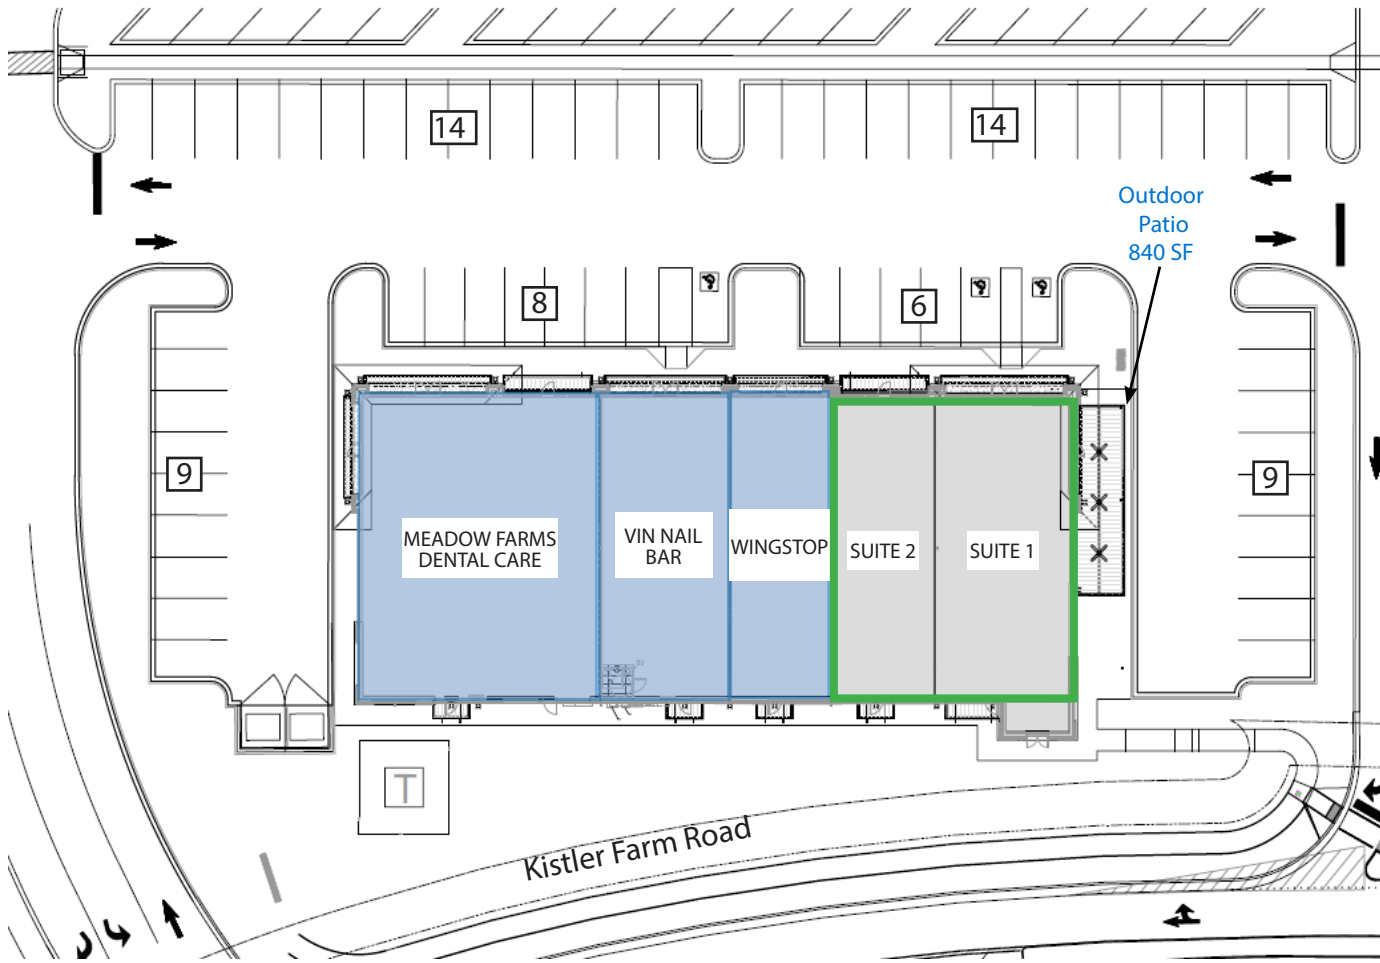 14
14
Outdoor
Patio
840 SF
8
6
9
9
MEADOW FARMS
DENTAL CARE
VIN NAIL
BAR
WINGSTOP
SUITE 2
SUITE 1
T
Kistler Farm Road